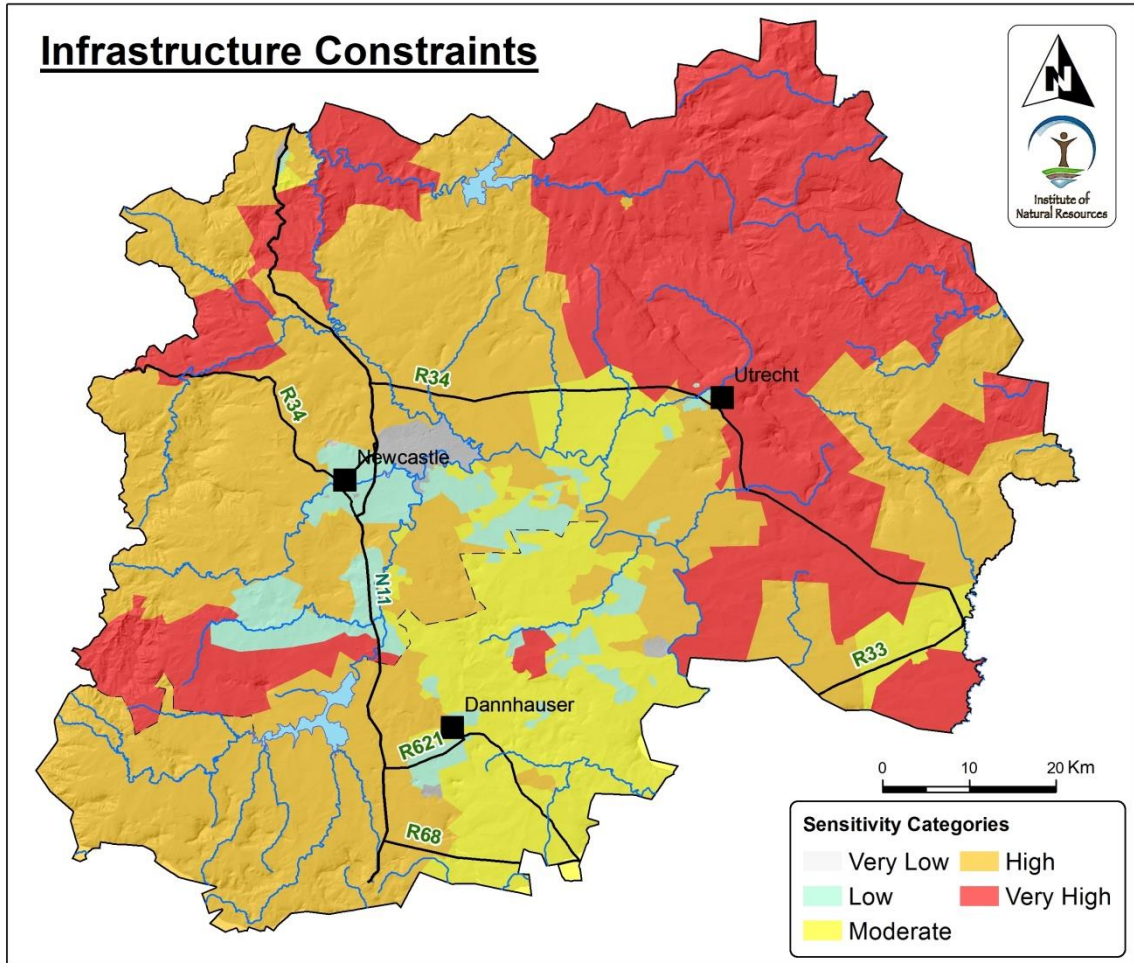 Infrastructure Constraints
N
Institute of
Natural Resources
R34
R34
Utrecht
Newcastle
N11
R33
Dannhauser
R621
R68
0 10 20 Km
Sensitivity Categories
Very Low
High
Low
Very High
Moderate